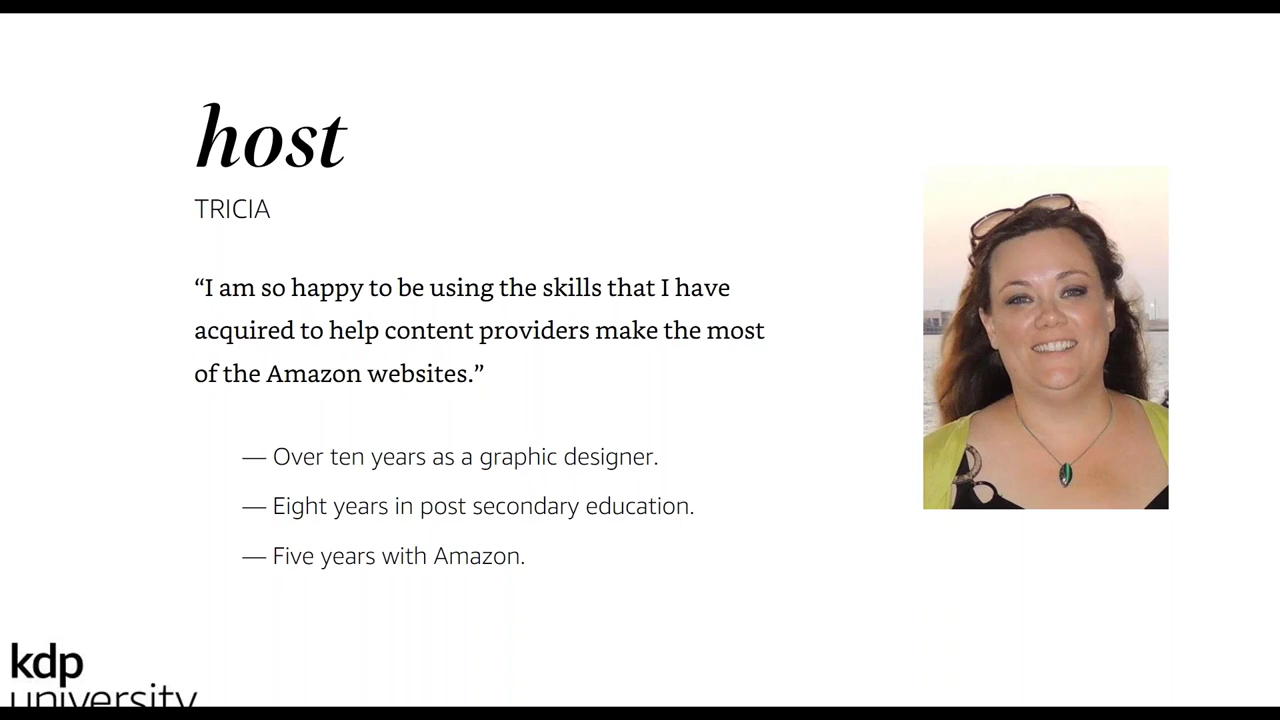 host
TRICIA
“I am so happy to be using the skills that I have
acquired to help content providers make the most
of the Amazon websites.”
— Over ten years as a graphic designer.
— Eight years in post secondary education.
— Five years with Amazon.
kdp
university